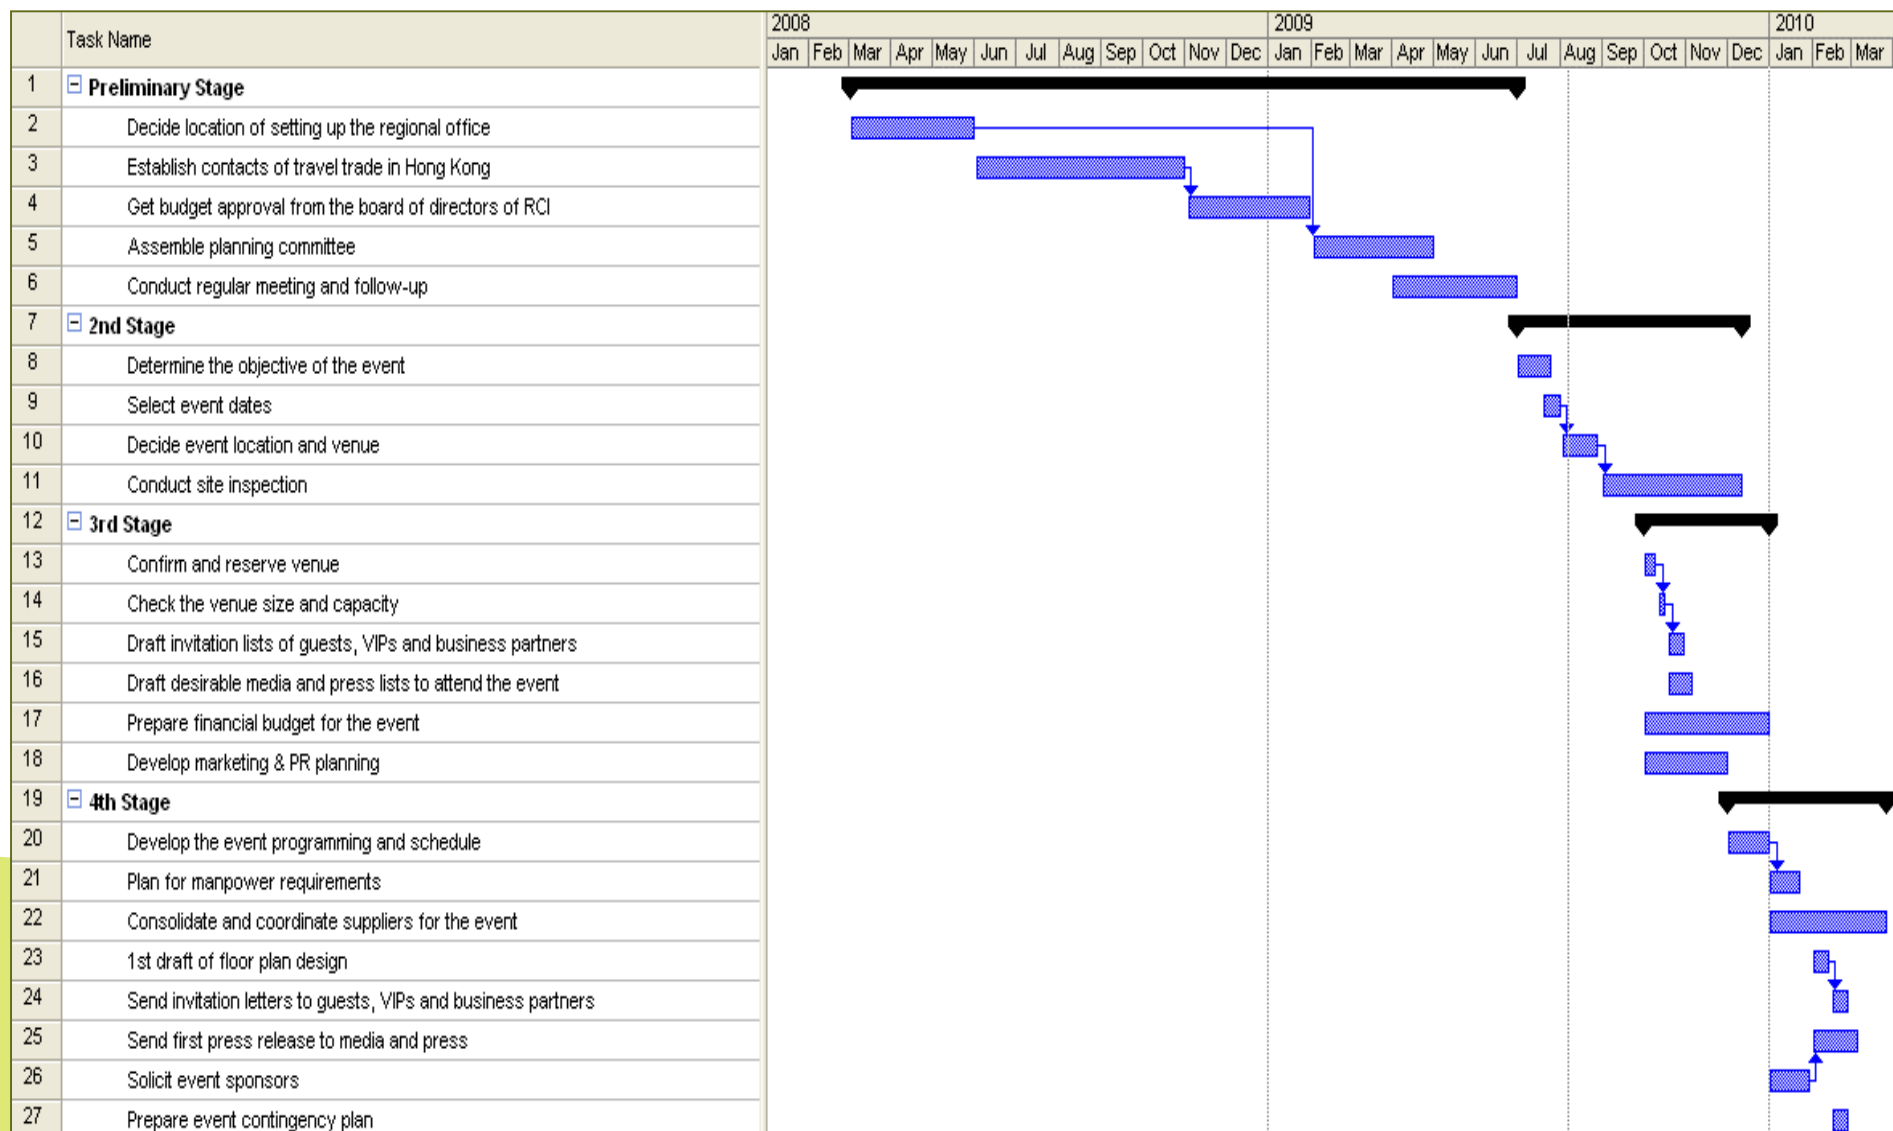 Task Name
2008 2009 2010
Jan Feb Mar Apr May Jun Jul Aug Sep Oct Nov Dec Jan Feb Mar Apr May Jun Jul Aug Sep Oct Nov Dec Jan Feb Mar
1 Preliminary Stage
2 Decide location of setting up the regional office
3 Establish contacts of travel trade in Hong Kong
4 Get budget approval from the board of directors of RCI
5 Assemble planning committee
6 Conduct regular meeting and follow-up
7 2nd Stage
8 Determine the objective of the event
9 Select event dates
10 Decide event location and venue
11 Conduct site inspection
12 3rd Stage
13 Confirm and reserve venue
14 Check the venue size and capacity
15 Draft invitation lists of guests, VIPs and business partners
16 Draft desirable media and press lists to attend the event
17 Prepare financial budget for the event
18 Develop marketing & PR planning
19 4th Stage
20 Develop the event programming and schedule
21 Plan for manpower requirements
22 Consolidate and coordinate suppliers for the event
23 1st draft of floor plan design
24 Send invitation letters to guests, VIPs and business partners
25 Send first press release to media and press
26 Solicit event sponsors
27 Prepare event contingency plan